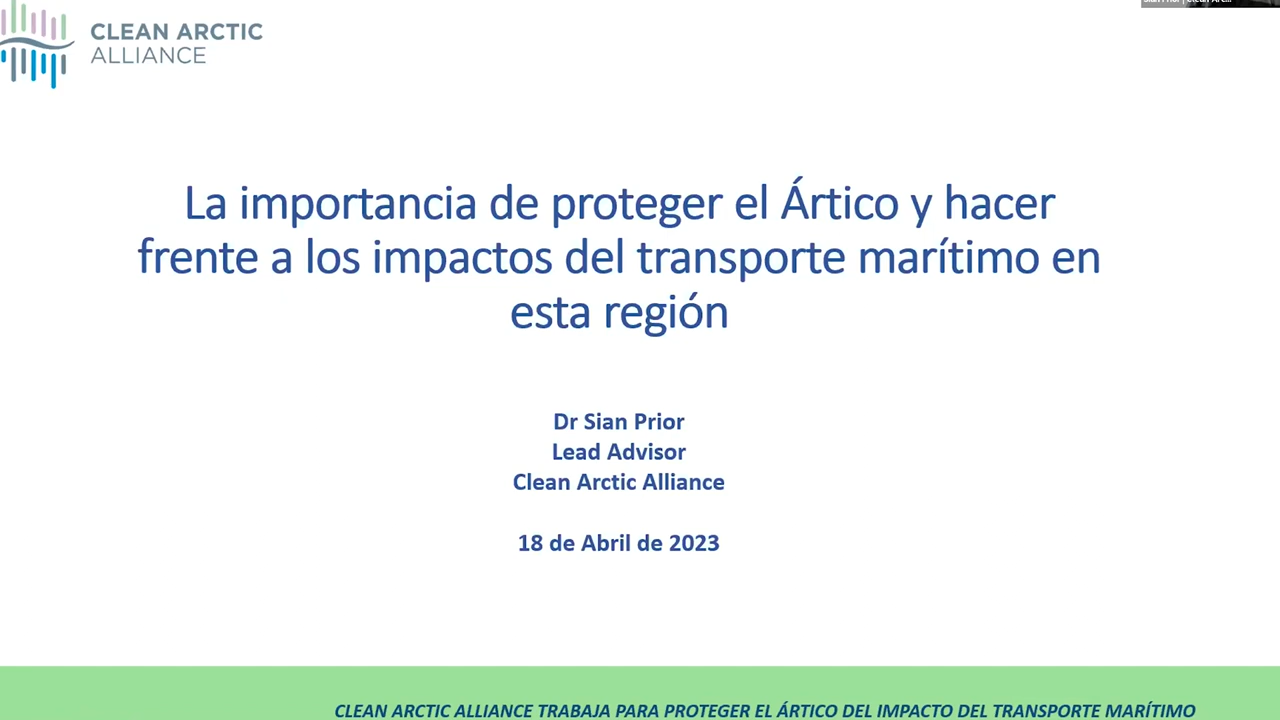 CLEAN ARCTIC
ALLIANCE
La importancia de proteger el Ártico y hacer
frente a los impactos del transporte marítimo en
esta región
Dr Sian Prior
Lead Advisor
Clean Arctic Alliance
18 de Abril de 2023
CLEAN ARCTIC ALLIANCE TRABAJA PARA PROTEGER EL ÁRTICO DEL IMPACTO DEL TRANSPORTE MARÍTIMO